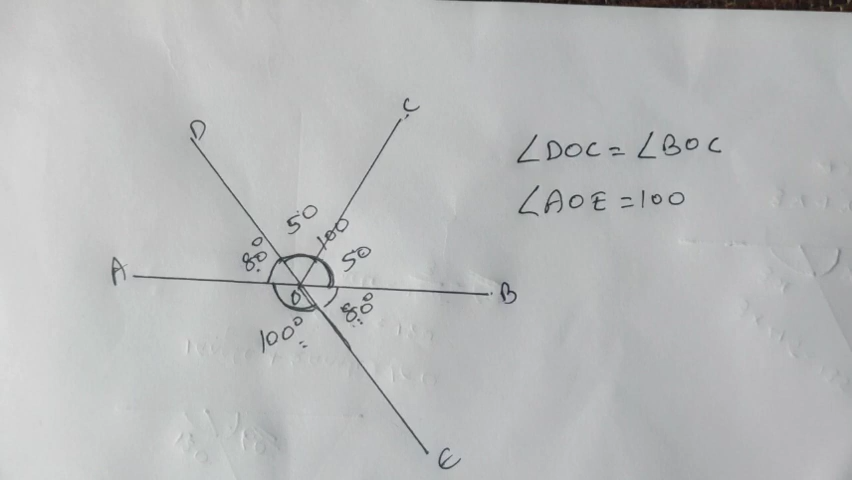 C
D
∠DOC = ∠BOC
∠AOE = 100
50
100
80°
50
A
O
B
80°
100°
E